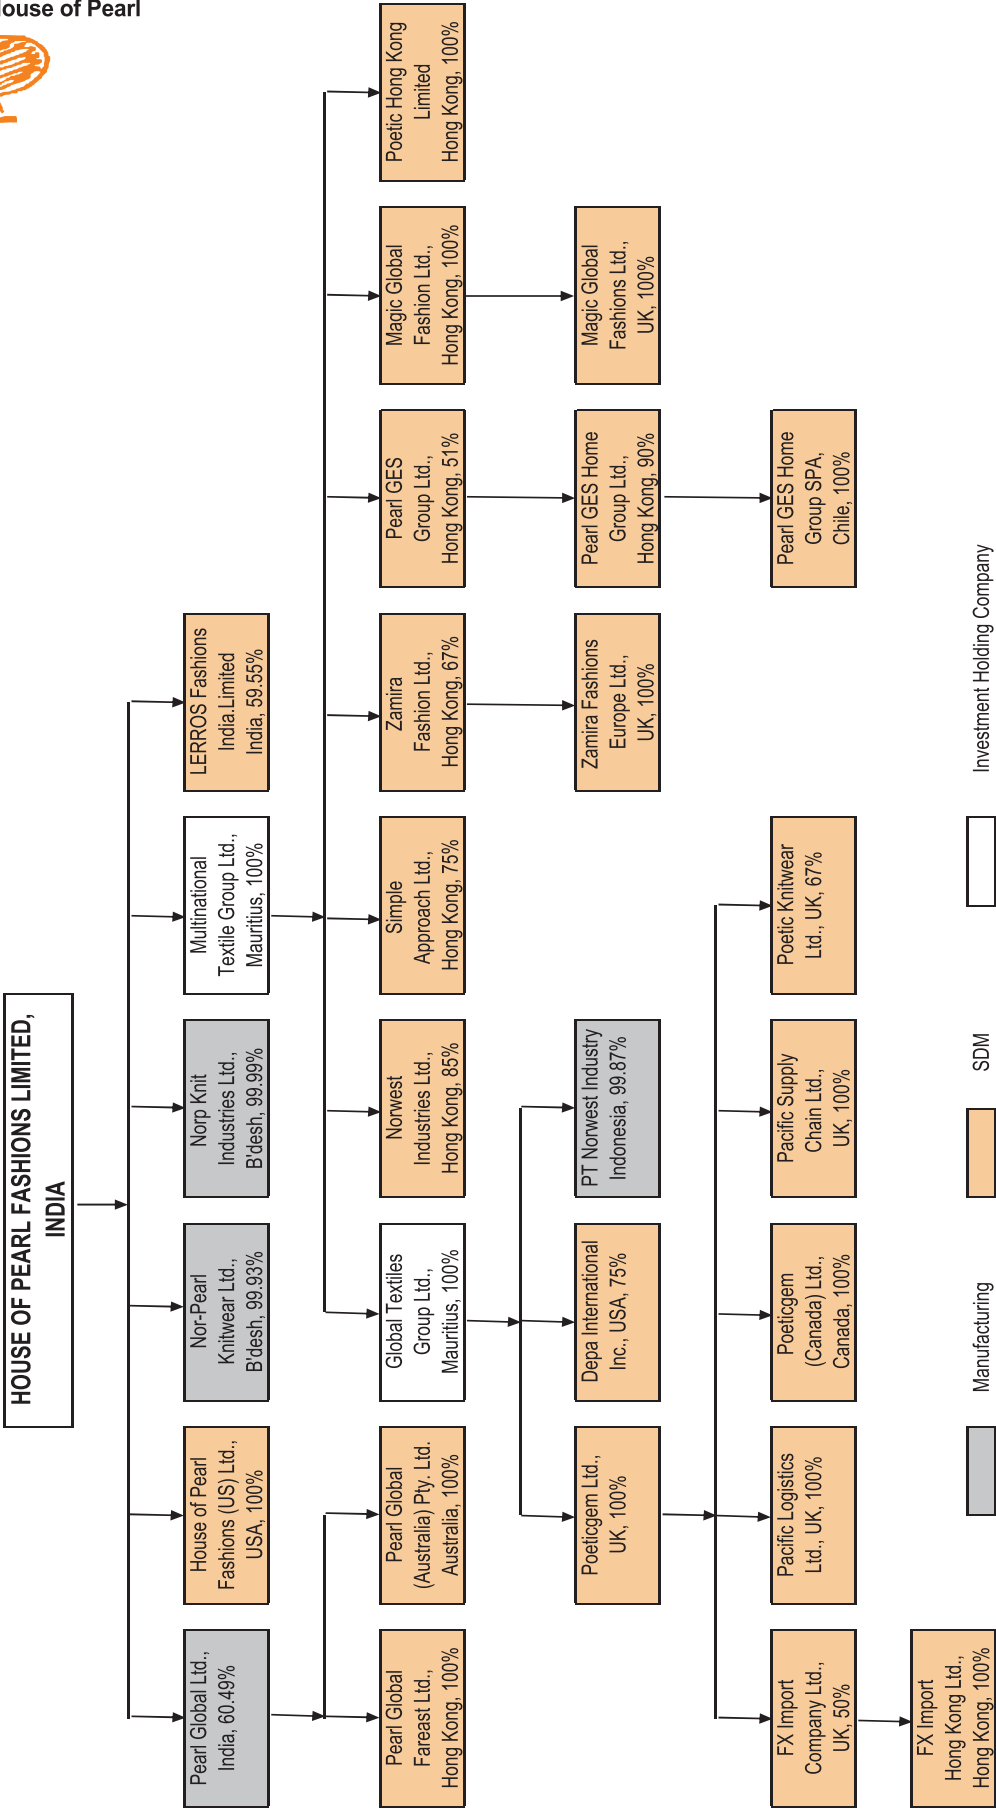 House of Pearl
HOUSE OF PEARL FASHIONS LIMITED,
INDIA
Pearl Global Ltd.,
India, 60.49%
House of Pearl
Fashions (US) Ltd.,
USA, 100%
Nor-Pearl
Knitwear Ltd.,
B'desh, 99.93%
Norp Knit
Industries Ltd.,
B'desh, 99.99%
Multinational
Textile Group Ltd.,
Mauritius, 100%
LERROS Fashions
India.Limited
India, 59.55%
Pearl Global
Fareast Ltd.,
Hong Kong, 100%
Pearl Global
(Australia) Pty. Ltd.
Australia, 100%
Global Textiles
Group Ltd.,
Mauritius, 100%
Norwest
Industries Ltd.,
Hong Kong, 85%
Simple
Approach Ltd.,
Hong Kong, 75%
Zamira
Fashion Ltd.,
Hong Kong, 67%
Pearl GES
Group Ltd.,
Hong Kong, 51%
Magic Global
Fashion Ltd.,
Hong Kong, 100%
Poetic Hong Kong
Limited
Hong Kong, 100%
Poeticgem Ltd.,
UK, 100%
Depa International
Inc., USA, 75%
PT Norwest Industry
Indonesia, 99.87%
Zamira Fashions
Europe Ltd.,
UK, 100%
Pearl GES Home
Group Ltd.,
Hong Kong, 90%
Magic Global
Fashions Ltd.,
UK, 100%
FX Import
Company Ltd.,
UK, 50%
Pacific Logistics
Ltd., UK, 100%
Poeticgem
(Canada) Ltd.,
Canada, 100%
Pacific Supply
Chain Ltd.,
UK, 100%
Poetic Knitwear
Ltd., UK, 67%
Pearl GES Home
Group SPA,
Chile, 100%
FX Import
Hong Kong Ltd.,
Hong Kong, 100%
Manufacturing
SDM
Investment Holding Company